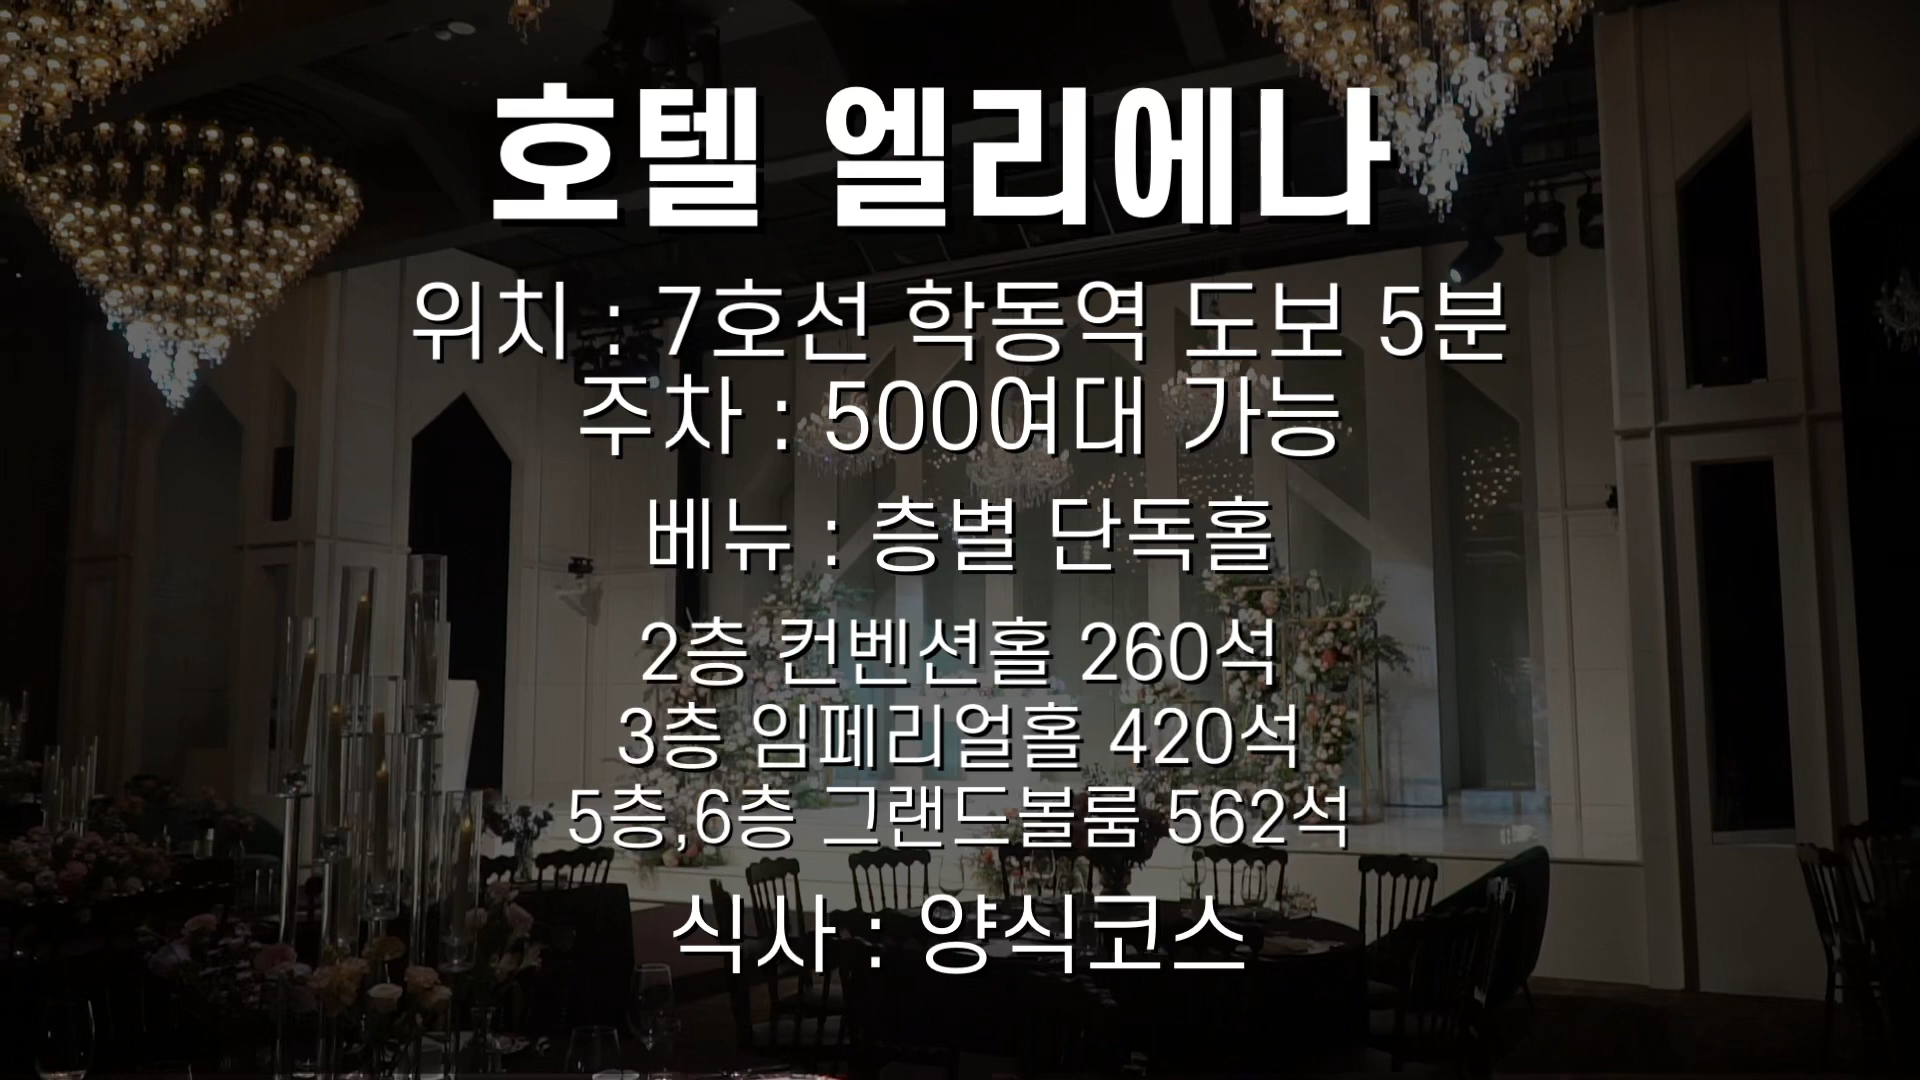 호텔 엘리에나
위치 : 7호선 학동역 도보 5분
주차 : 500여대 가능
베뉴 : 층별 단독홀
2층 컨벤션홀 260석
3층 임페리얼홀 420석
5층,6층 그랜드볼룸 562석
식사 : 양식코스